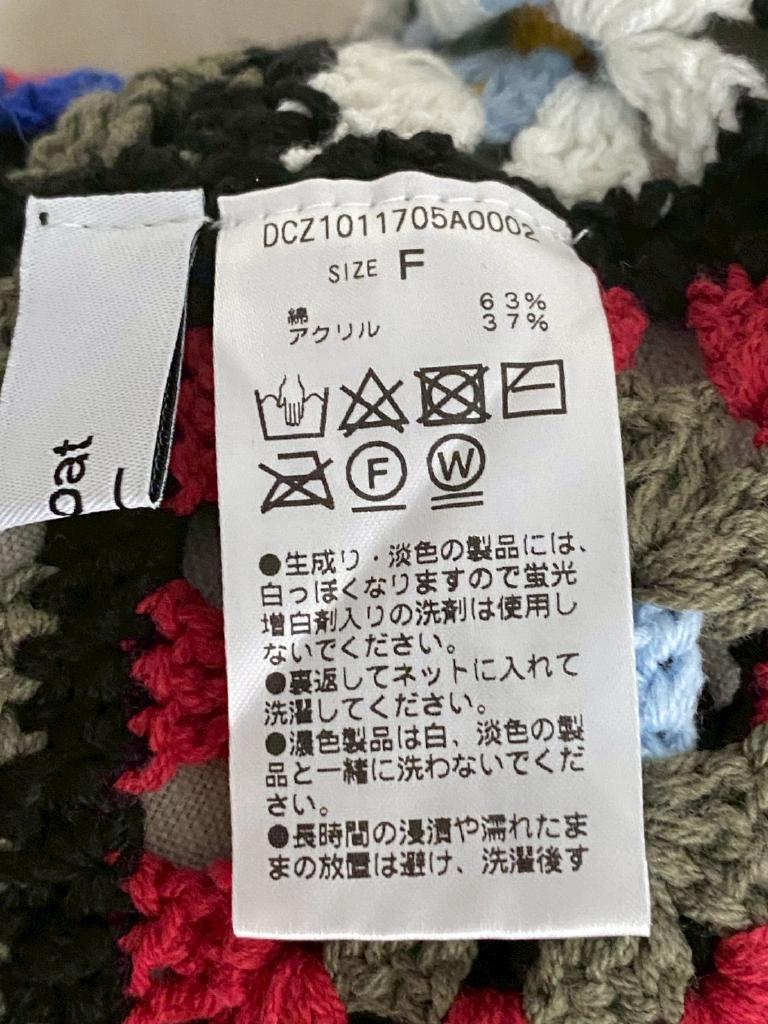 DCZ1011705A0002
SIZE F
綿 63%
アクリル 37%
F W
●生成り・淡色の製品には、
白っぽくなりますので蛍光
増白剤入りの洗剤は使用し
ないでください。
●裏返してネットに入れて
洗濯してください。
●濃色製品は白、淡色の製
品と一緒に洗わないでくだ
さい。
●長時間の浸漬や濡れたま
まの放置は避け、洗濯後す
oat